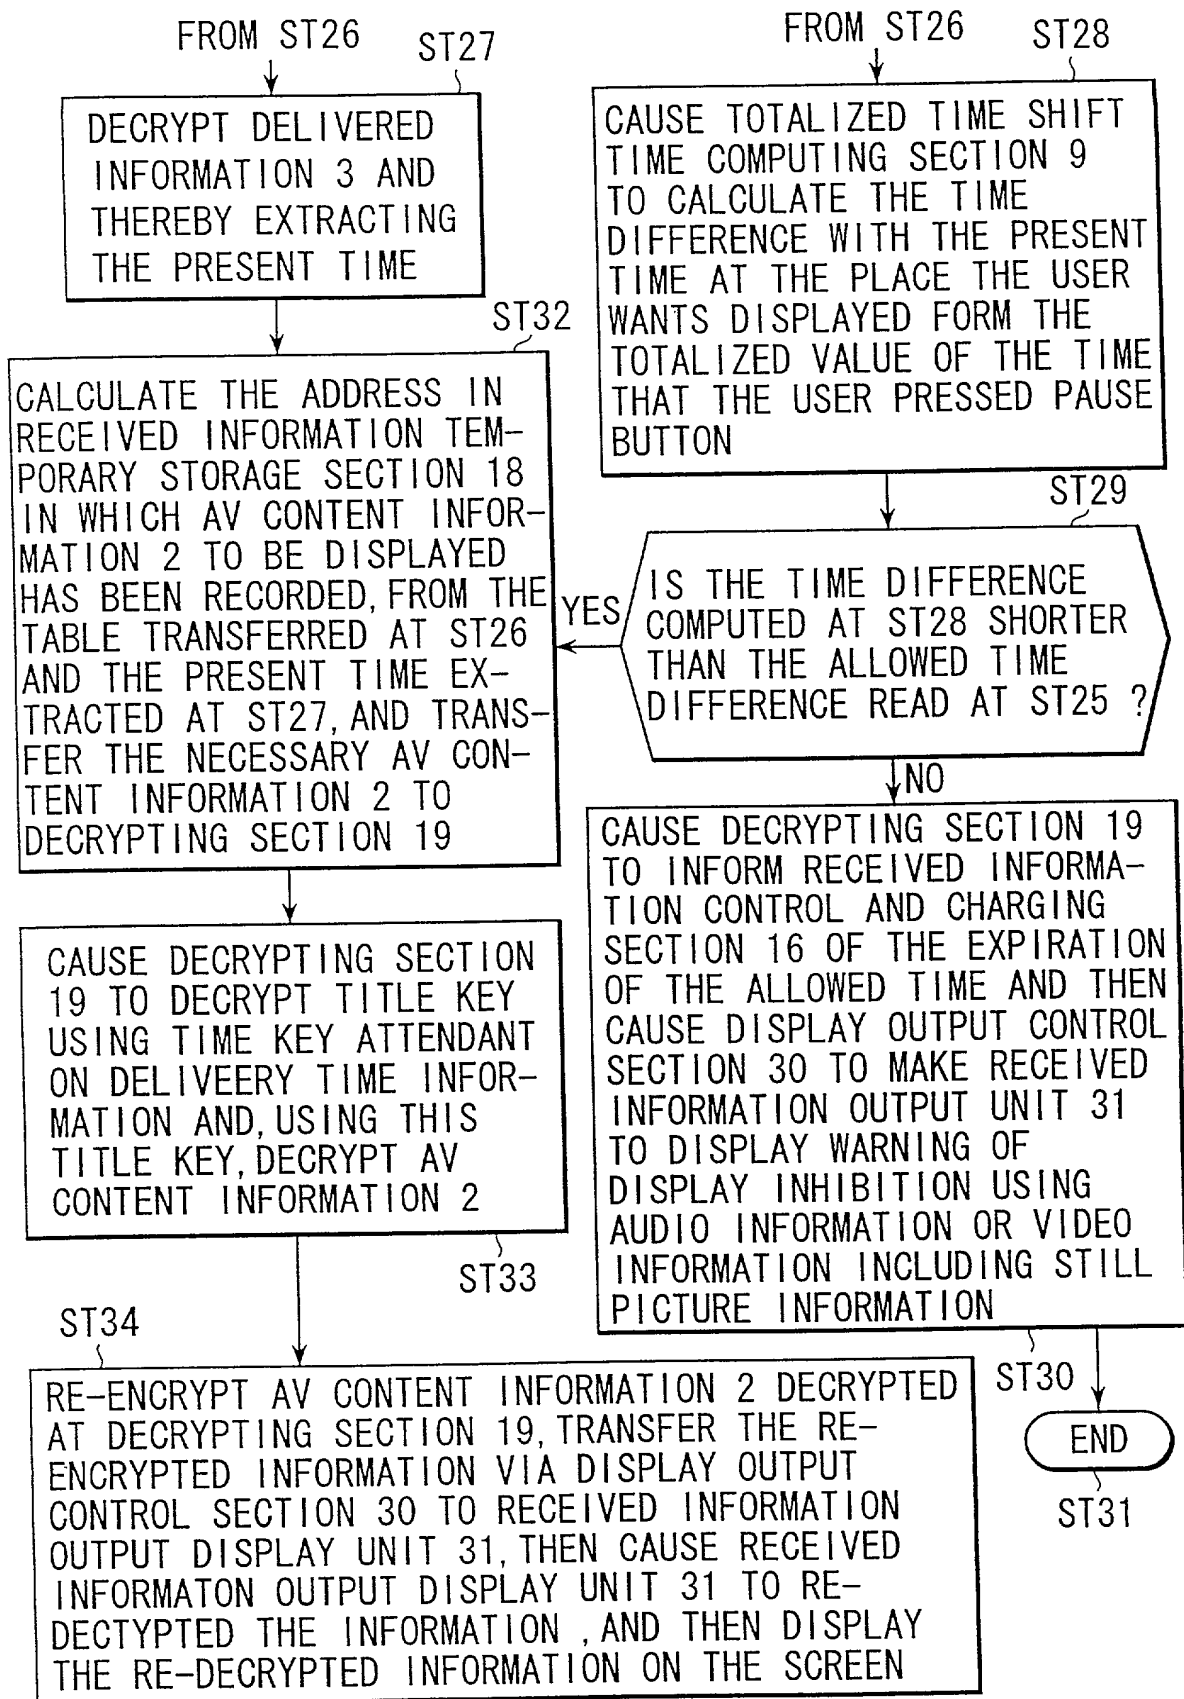 FROM ST26
ST27
DECRYPT DELIVERED
INFORMATION 3 AND
THEREBY EXTRACTING
THE PRESENT TIME
ST32
CALCULATE THE ADDRESS IN
RECEIVED INFORMATION TEM-
PORARY STORAGE SECTION 18
IN WHICH AV CONTENT INFOR-
MATION 2 TO BE DISPLAYED
HAS BEEN RECORDED, FROM THE
TABLE TRANSFERRED AT ST26
AND THE PRESENT TIME EX-
TRACTED AT ST27, AND TRANS-
FER THE NECESSARY AV CON-
TENT INFORMATION 2 TO
DECRYPTING SECTION 19
CAUSE DECRYPTING SECTION
19 TO DECRYPT TITLE KEY
USING TIME KEY ATTENDANT
ON DELIVEERY TIME INFOR-
MATION AND, USING THIS
TITLE KEY, DECRYPT AV
CONTENT INFORMATION 2
ST33
FROM ST26
ST28
CAUSE TOTALIZED TIME SHIFT
TIME COMPUTING SECTION 9
TO CALCULATE THE TIME
DIFFERENCE WITH THE PRESENT
TIME AT THE PLACE THE USER
WANTS DISPLAYED FORM THE
TOTALIZED VALUE OF THE TIME
THAT THE USER PRESSED PAUSE
BUTTON
ST29
IS THE TIME DIFFERENCE
COMPUTED AT ST28 SHORTER
THAN THE ALLOWED TIME
DIFFERENCE READ AT ST25 ?
YES
NO
CAUSE DECRYPTING SECTION 19
TO INFORM RECEIVED INFORMA-
TION CONTROL AND CHARGING
SECTION 16 OF THE EXPIRATION
OF THE ALLOWED TIME AND THEN
CAUSE DISPLAY OUTPUT CONTROL
SECTION 30 TO MAKE RECEIVED
INFORMATION OUTPUT UNIT 31
TO DISPLAY WARNING OF
DISPLAY INHIBITION USING
AUDIO INFORMATION OR VIDEO
INFORMATION INCLUDING STILL
PICTURE INFORMATION
ST30
END
ST31
ST34
RE-ENCRYPT AV CONTENT INFORMATION 2 DECRYPTED
AT DECRYPTING SECTION 19, TRANSFER THE RE-
ENCRYPTED INFORMATION VIA DISPLAY OUTPUT
CONTROL SECTION 30 TO RECEIVED INFORMATION
OUTPUT DISPLAY UNIT 31, THEN CAUSE RECEIVED
INFORMATON OUTPUT DISPLAY UNIT 31 TO RE-
DECTYPTED THE INFORMATION , AND THEN DISPLAY
THE RE-DECRYPTED INFORMATION ON THE SCREEN